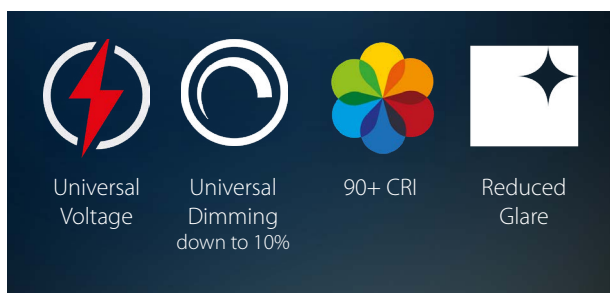 Universal
Voltage
Universal
Dimming
down to 10%
90+ CRI
Reduced
Glare